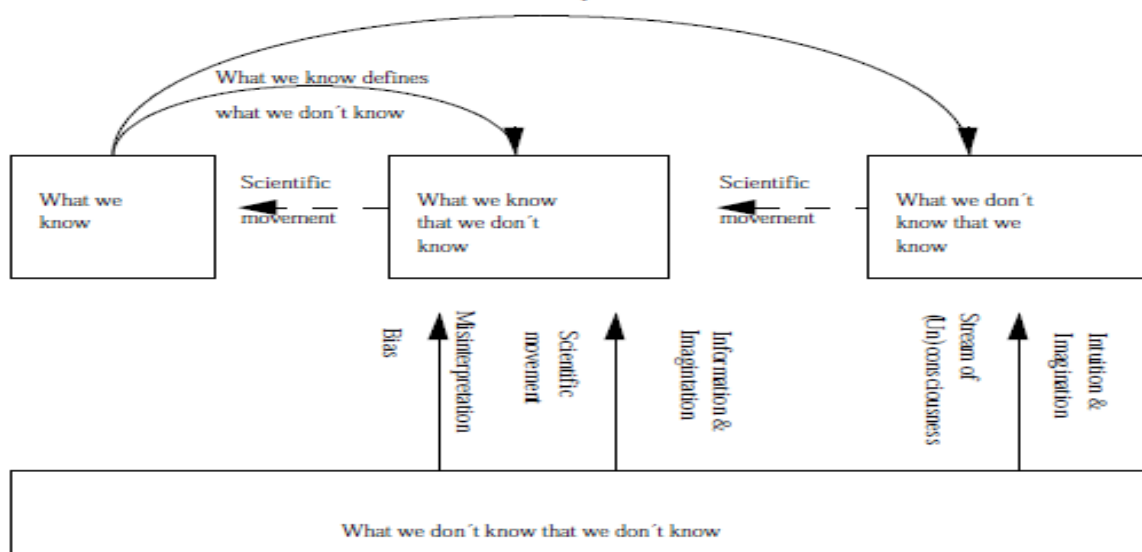 What we know defines
what we don´t know
What we
know
Scientific
movement
What we know
that we don´t
know
Scientific
movement
What we don´t
know that we
know
Bias
Misinterpretation
Scientific
movement
Information &
Imagintation
Stream of
(Un)consciousness
Intuition &
Imagination
What we don´t know that we don´t know